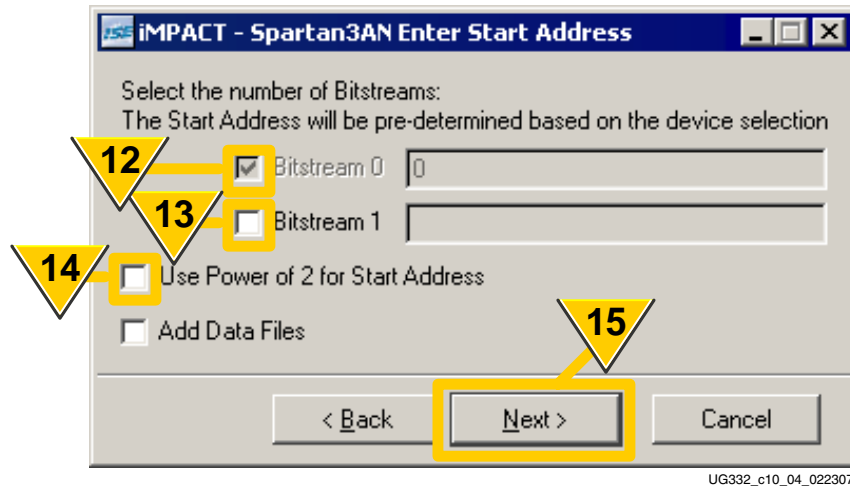 ISE iMPACT - Spartan3AN Enter Start Address
Select the number of Bitstreams:
The Start Address will be pre-determined based on the device selection
12 Bitstream 0 0
13 Bitstream 1
14 Use Power of 2 for Start Address
Add Data Files
15
< Back Next > Cancel
UG332_c10_04_022307